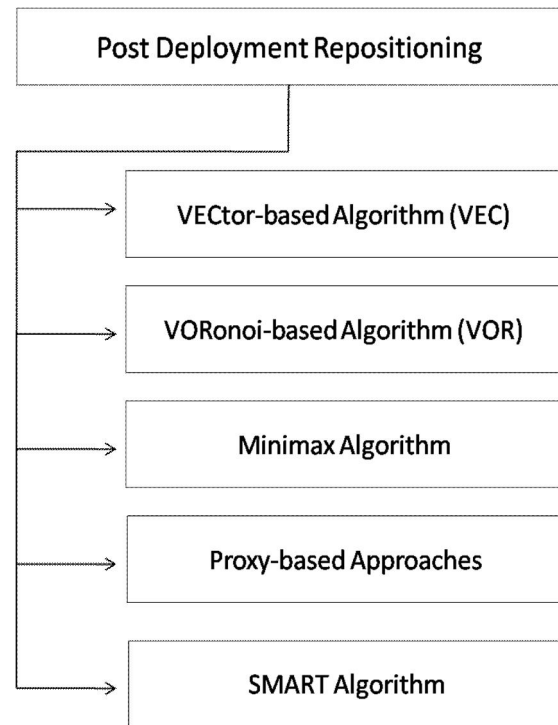 Post Deployment Repositioning
VECtor-based Algorithm (VEC)
VORonoi-based Algorithm (VOR)
Minimax Algorithm
Proxy-based Approaches
SMART Algorithm